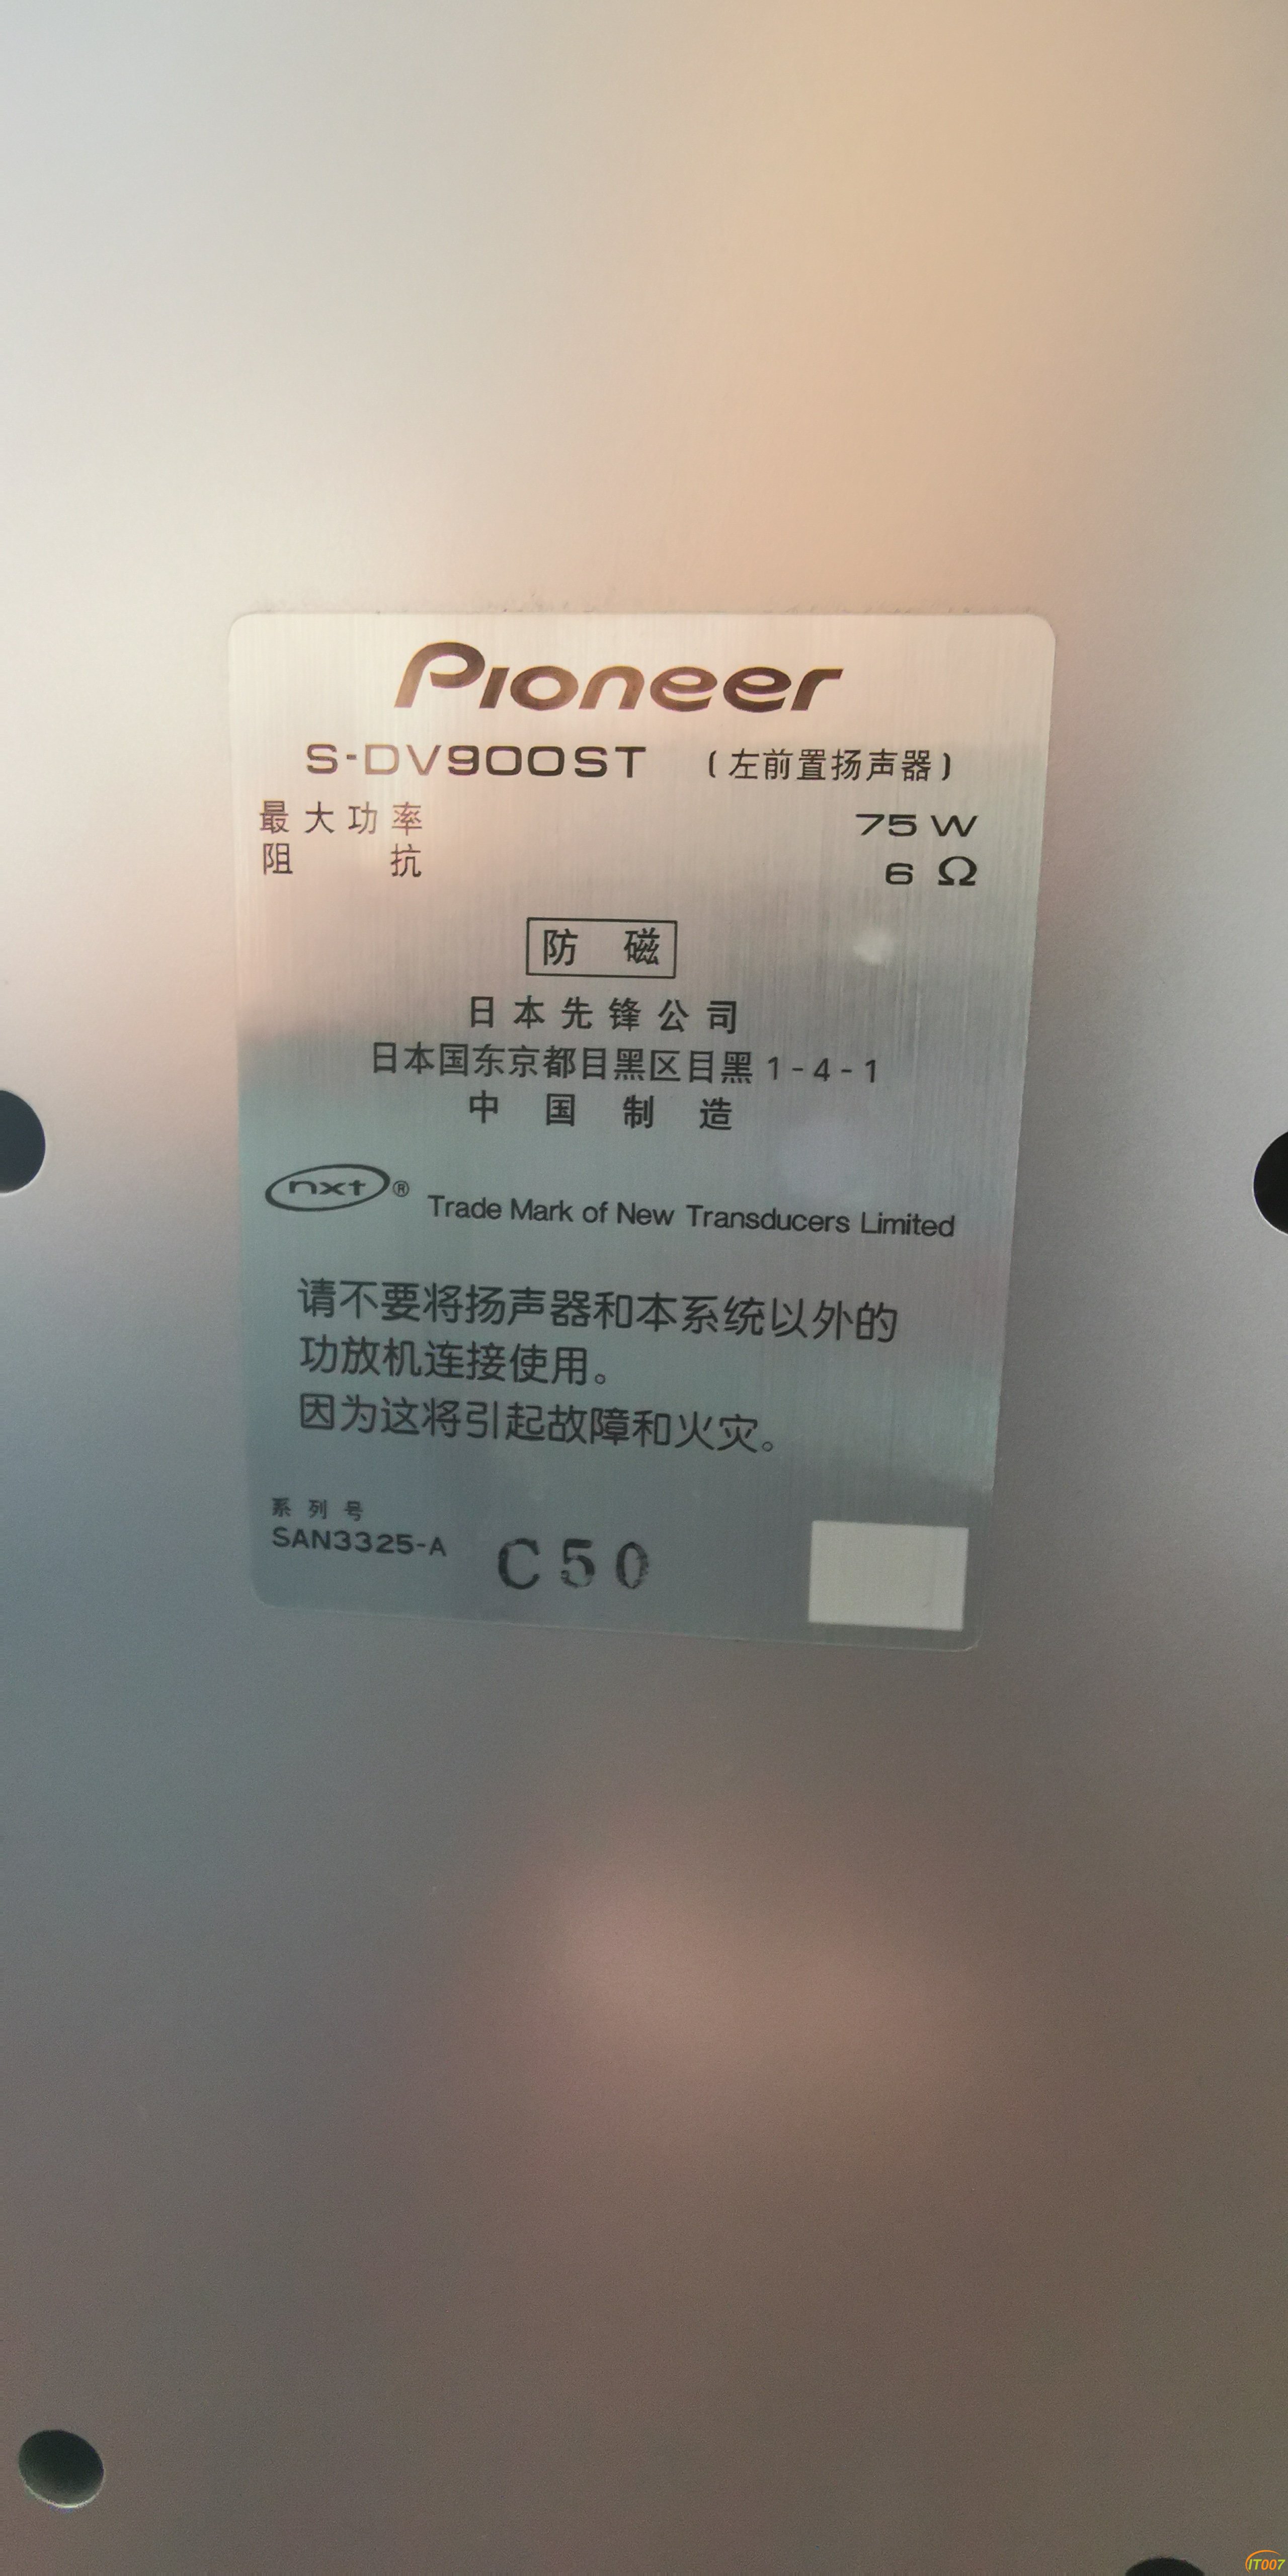 Pioneer
S-DV900ST （左前置扬声器）
最大功率 75 W
阻抗 6 Ω
防磁
日本先锋公司
日本国东京都目黑区目黑1-4-1
中国制造
nxt® Trade Mark of New Transducers Limited
请不要将扬声器和本系统以外的
功放机连接使用。
因为这将引起故障和火灾。
系列号
SAN3325-A C50
IT007